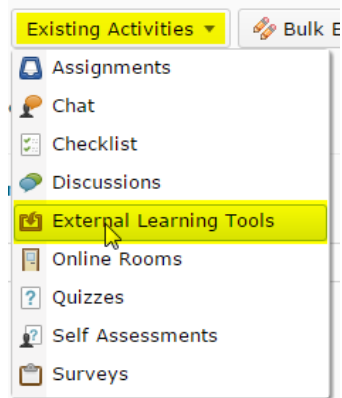 Existing Activities Bulk
Assignments
Chat
Checklist
Discussions
External Learning Tools
Online Rooms
Quizzes
Self Assessments
Surveys